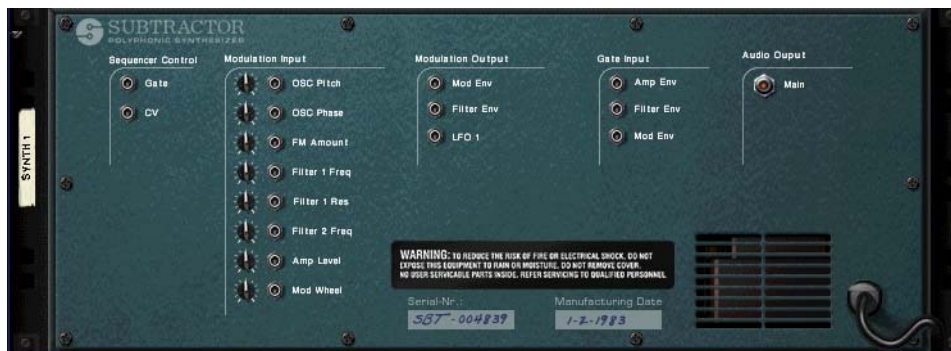 SUBTRACTOR
POLYPHONIC SYNTHESIZER
Sequencer Control
Gate
CV
Modulation Input
OSC Pitch
OSC Phase
FM Amount
Filter 1 Freq
Filter 1 Res
Filter 2 Freq
Amp Level
Mod Wheel
Modulation Output
Mod Env
Filter Env
LFO 1
Gate Input
Amp Env
Filter Env
Mod Env
Audio Ouput
Main
SYNTH 1
WARNING: TO REDUCE THE RISK OF FIRE OR ELECTRICAL SHOCK, DO NOT
EXPOSE THIS EQUIPMENT TO RAIN OR MOISTURE, DO NOT REMOVE COVER.
NO USER SERVICABLE PARTS INSIDE. REFER SERVICING TO QUALIFIED PERSONNEL
Serial-Nr.:
SBT-004839
Manufacturing Date
1-2-1983